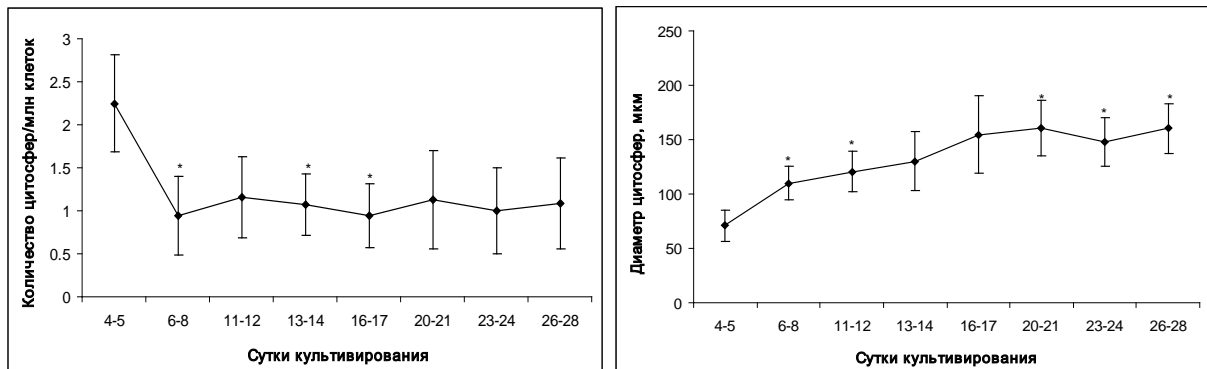 Количество цитосфер/млн клеток
3
2.5
2
1.5
1
0.5
0
* * *
4-5 6-8 11-12 13-14 16-17 20-21 23-24 26-28
Сутки культивирования
Диаметр цитосфер, мкм
250
200
150
100
50
0
* * * * *
4-5 6-8 11-12 13-14 16-17 20-21 23-24 26-28
Сутки культивирования